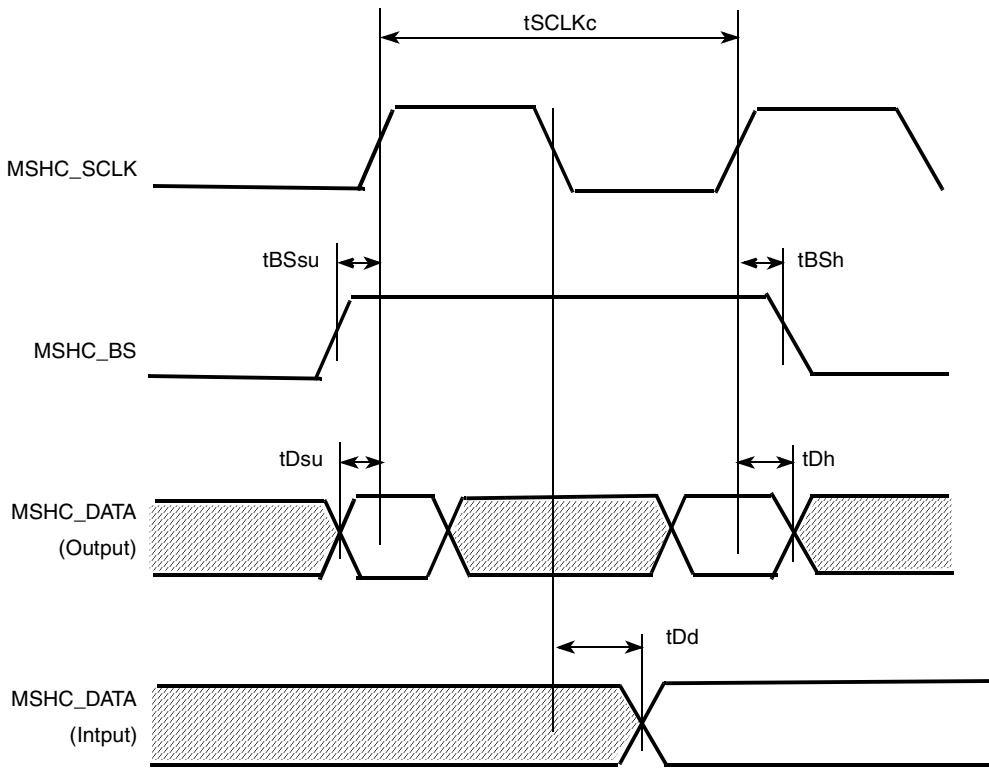 tSCLKc
MSHC_SCLK
tBSsu
tBSh
MSHC_BS
tDsu
tDh
MSHC_DATA
(Output)
tDd
MSHC_DATA
(Intput)